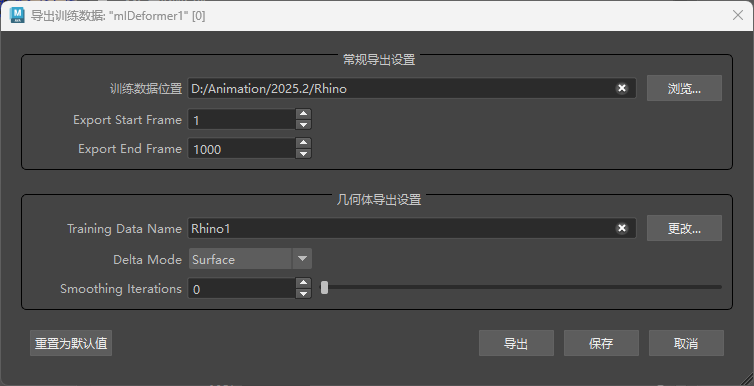 导出训练数据: "mlDeformer1" [0]
常规导出设置
训练数据位置 D:/Animation/2025.2/Rhino 浏览...
Export Start Frame 1
Export End Frame 1000
几何体导出设置
Training Data Name Rhino1 更改...
Delta Mode Surface
Smoothing Iterations 0
重置为默认值 导出 保存 取消